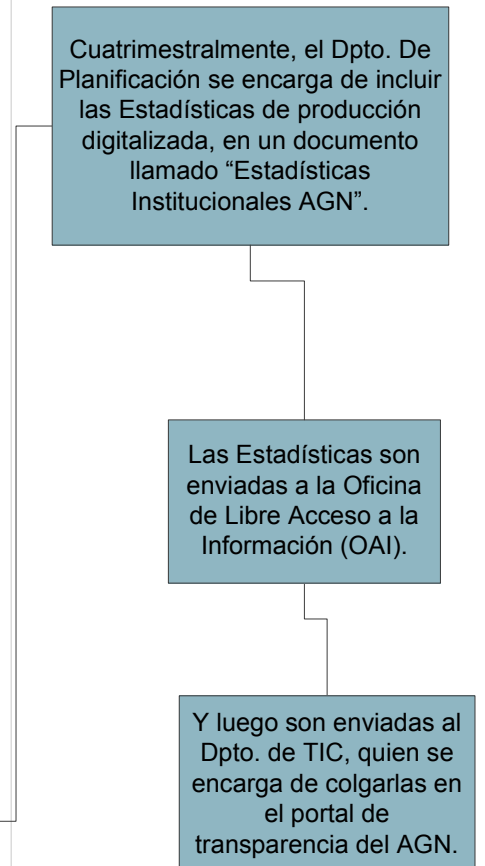 Cuatrimestralmente, el Dpto. De
Planificación se encarga de incluir
las Estadísticas de producción
digitalizada, en un documento
llamado “Estadísticas
Institucionales AGN”.
Las Estadísticas son
enviadas a la Oficina
de Libre Acceso a la
Información (OAI).
Y luego son enviadas al
Dpto. de TIC, quien se
encarga de colgarlas en
el portal de
transparencia del AGN.